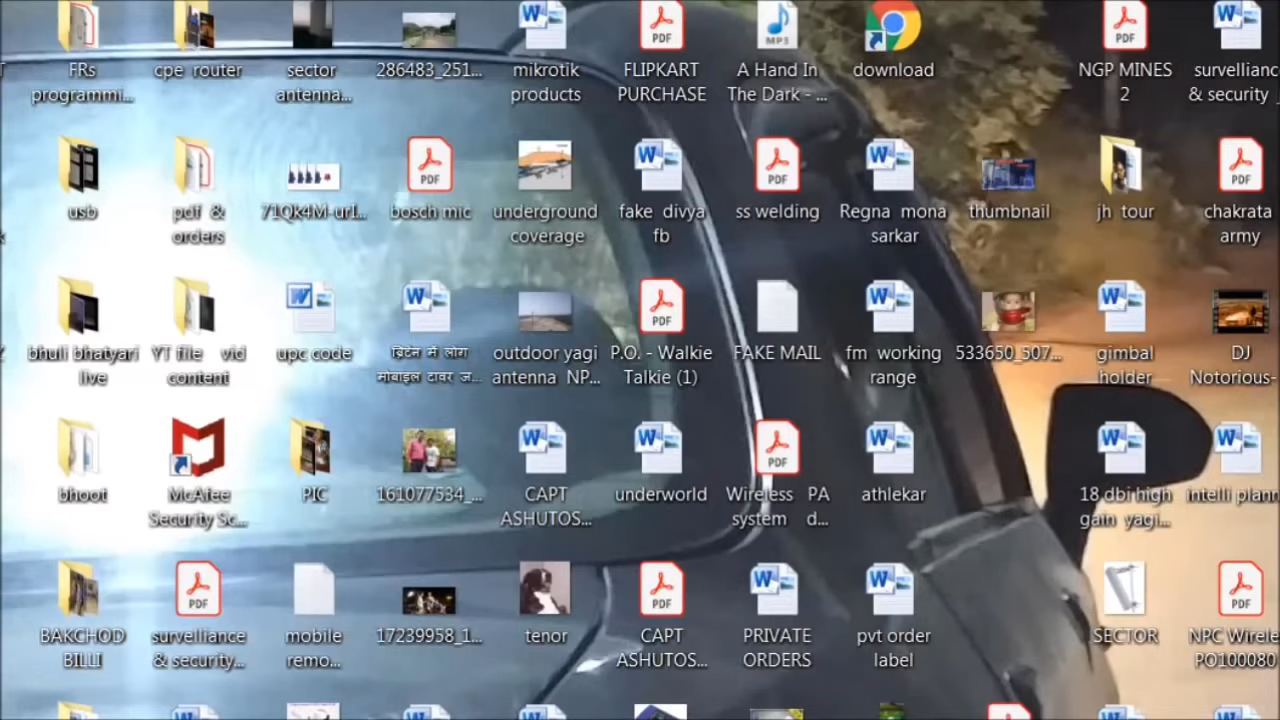 FRs programmi...
cpe router
sector antenna...
286483_251...
mikrotik products
FLIPKART PURCHASE
A Hand In The Dark - ...
download
NGP MINES 2
survellianc & security
usb
pdf & orders
71Qk4M-urL...
bosch mic
underground coverage
fake divya fb
ss welding
Regna mona sarkar
thumbnail
jh tour
chakrata army
bhuli bhatyari live
YT file vid content
upc code
ब्रिटेन में लोग मोबाइल टावर ज...
outdoor yagi antenna NP...
P.O. - Walkie Talkie (1)
FAKE MAIL
fm working range
533650_507...
gimbal holder
DJ Notorious-
bhoot
McAfee Security Sc...
PIC
161077534_...
CAPT ASHUTOS...
underworld
Wireless PA system d...
athlekar
18 dbi high gain yagi...
intelli plann
BAKCHOD BILLI
survelliance & security...
mobile remo...
17239958_1...
tenor
CAPT ASHUTOS...
PRIVATE ORDERS
pvt order label
SECTOR
NPC Wirele PO100080